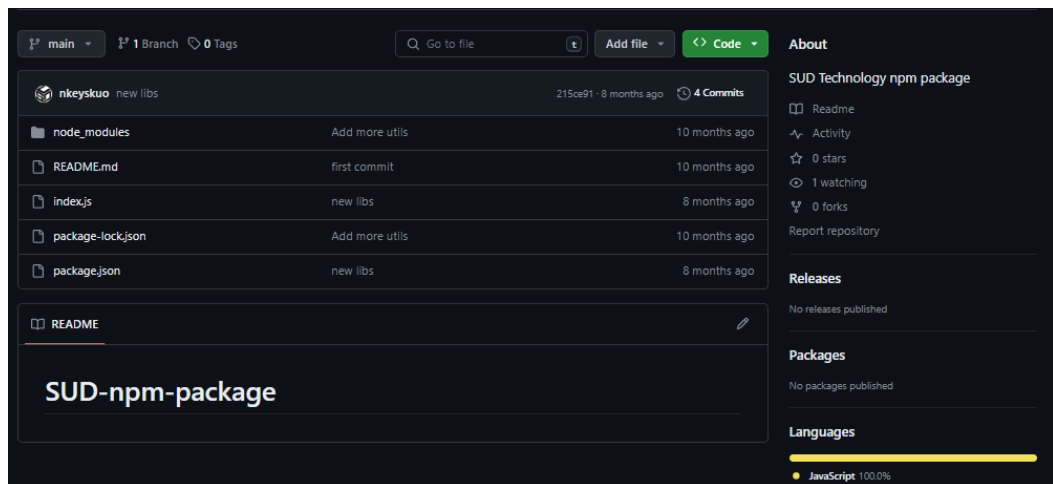 main
1 Branch
0 Tags
Go to file
t
Add file
Code
nkeyskuo new libs
215ce91 · 8 months ago
4 Commits
node_modules
Add more utils
10 months ago
README.md
first commit
10 months ago
index.js
new libs
8 months ago
package-lock.json
Add more utils
10 months ago
package.json
new libs
8 months ago
README
SUD-npm-package
About
SUD Technology npm package
Readme
Activity
0 stars
1 watching
0 forks
Report repository
Releases
No releases published
Packages
No packages published
Languages
JavaScript 100.0%